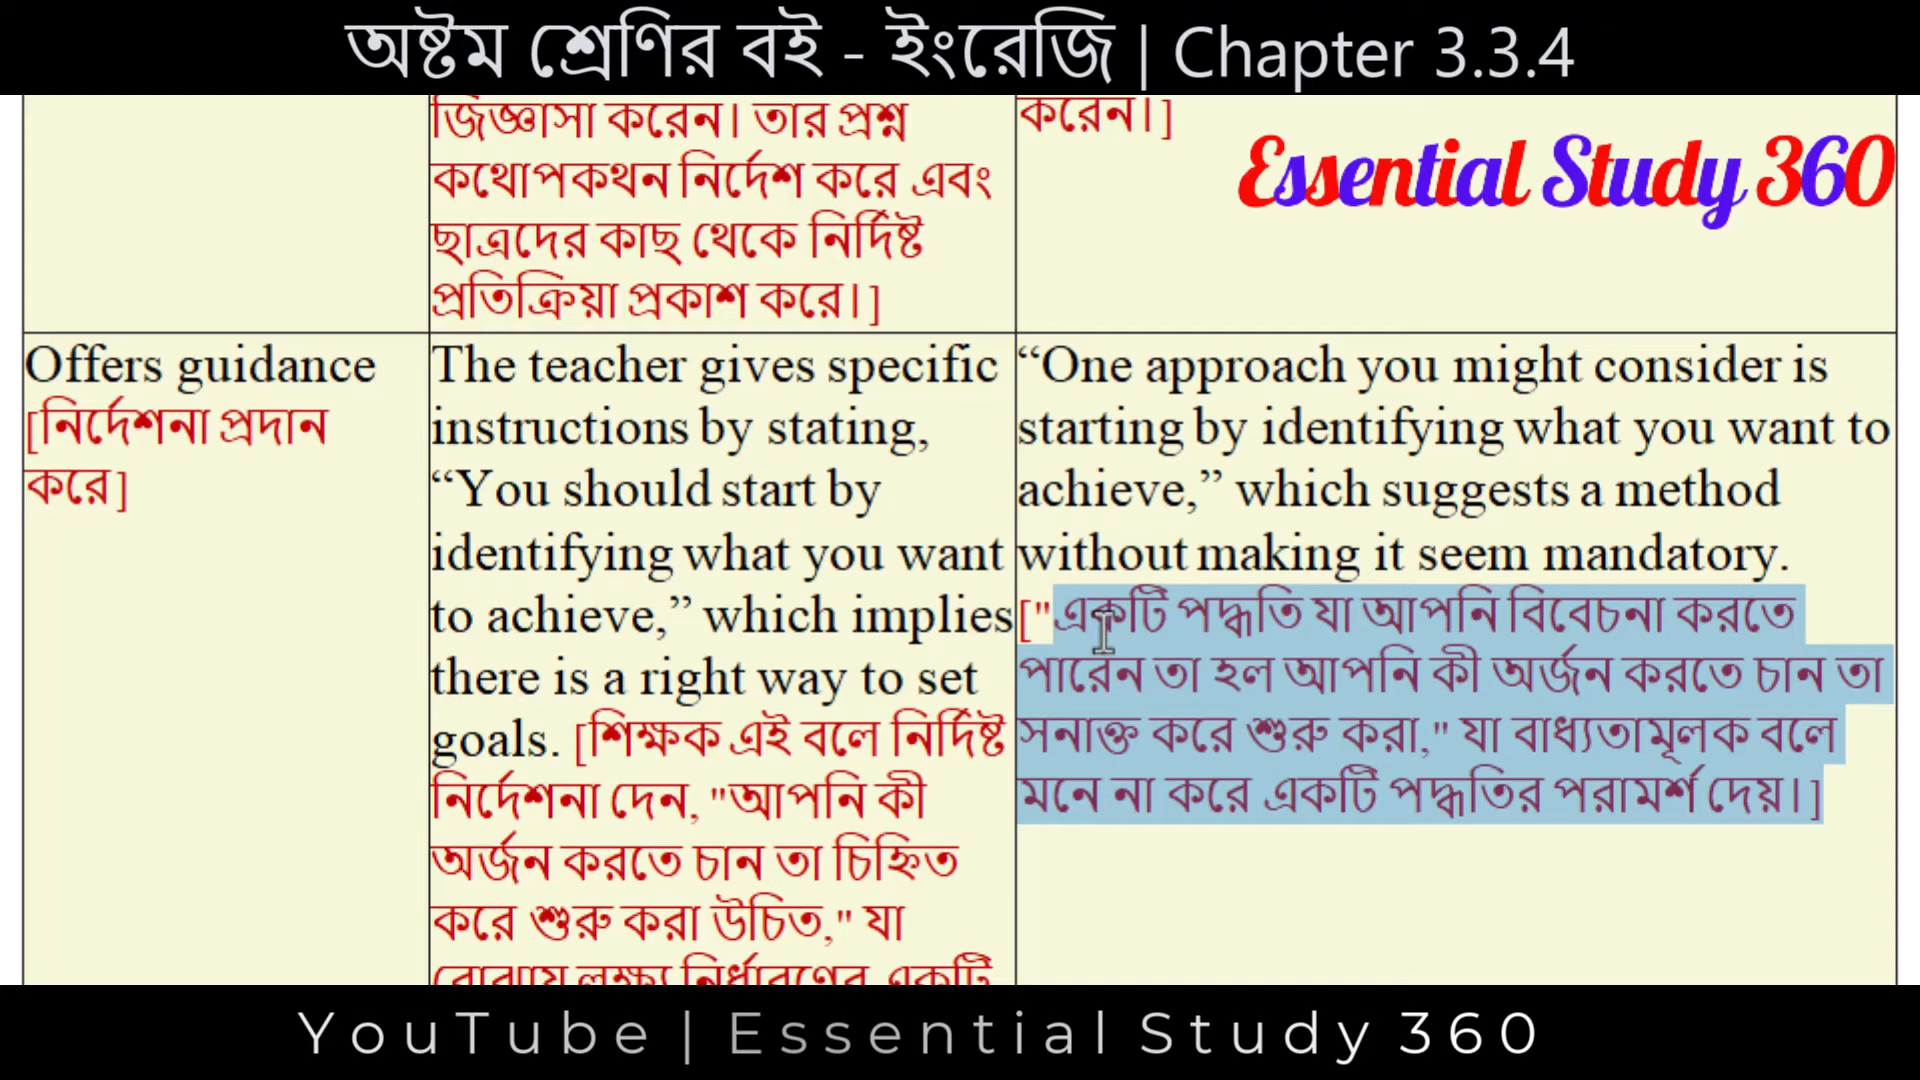 অষ্টম শ্রেণির বই - ইংরেজি | Chapter 3.3.4
জিজ্ঞাসা করেন। তার প্রশ্ন
কথোপকথন নির্দেশ করে এবং
ছাত্রদের কাছ থেকে নির্দিষ্ট
প্রতিক্রিয়া প্রকাশ করে।]
করেন।]
Essential Study 360
Offers guidance
[নির্দেশনা প্রদান
করে]
The teacher gives specific
instructions by stating,
“You should start by
identifying what you want
to achieve,” which implies
there is a right way to set
goals. [শিক্ষক এই বলে নির্দিষ্ট
নির্দেশনা দেন, "আপনি কী
অর্জন করতে চান তা চিহ্নিত
করে শুরু করা উচিত," যা
বোঝায় লক্ষ্য নির্ধারণের একটি
“One approach you might consider is
starting by identifying what you want to
achieve,” which suggests a method
without making it seem mandatory.
["একটি পদ্ধতি যা আপনি বিবেচনা করতে
পারেন তা হল আপনি কী অর্জন করতে চান তা
সনাক্ত করে শুরু করা," যা বাধ্যতামূলক বলে
মনে না করে একটি পদ্ধতির পরামর্শ দেয়।]
YouTube | Essential Study 360